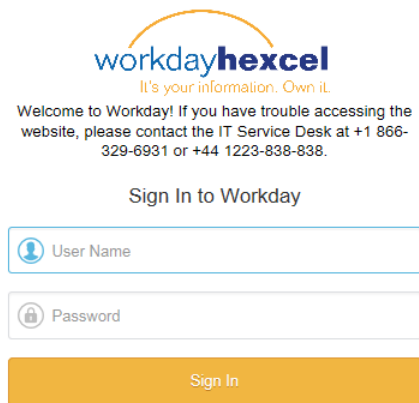 workdayhexcel
It's your information. Own it.
Welcome to Workday! If you have trouble accessing the
website, please contact the IT Service Desk at +1 866-
329-6931 or +44 1223-838-838.
Sign In to Workday
User Name
Password
Sign In